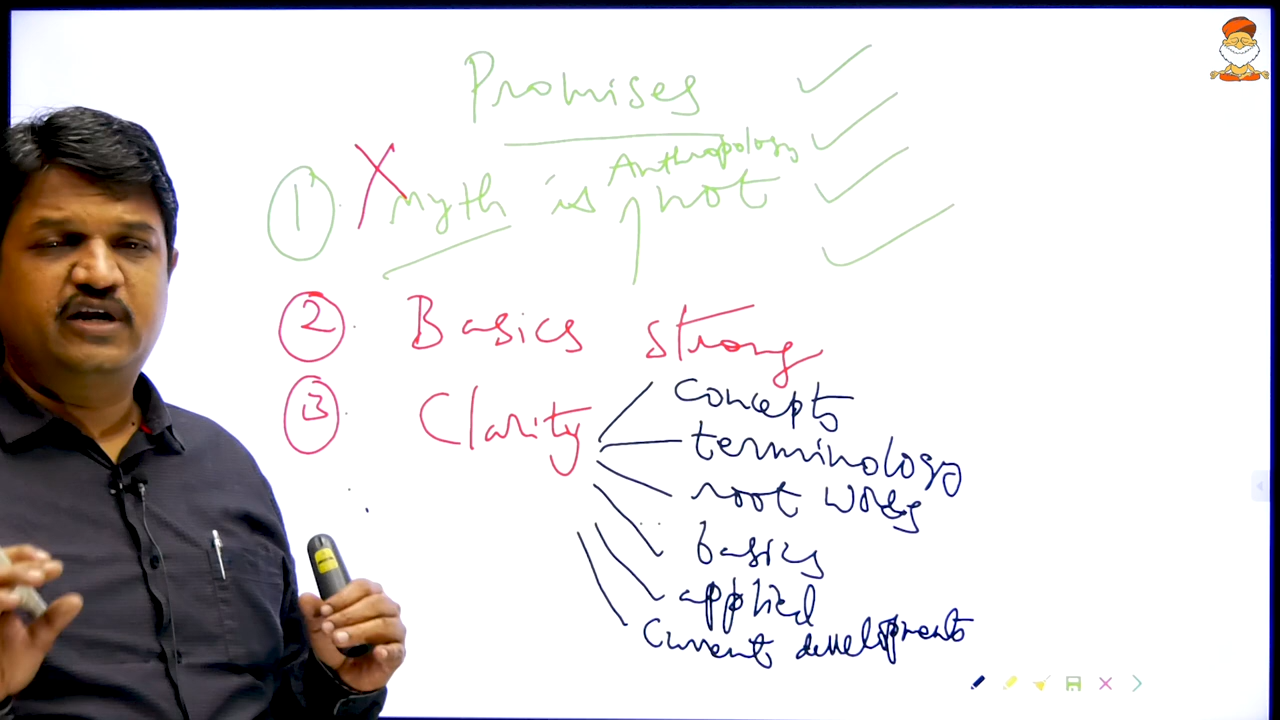 Promises
Anthropology
1 X Myth is not
2 Basics strong
3 Clarity
concepts
terminology
root words
basics
applied
Current developments